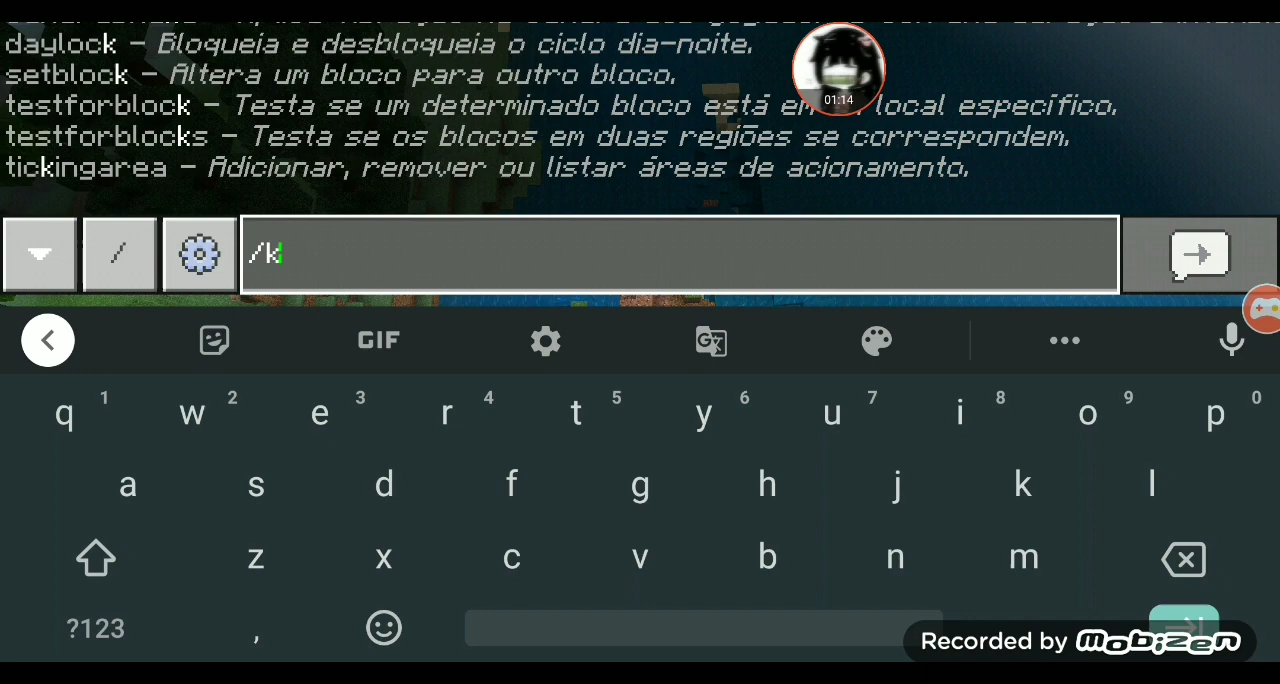 daylock – Bloqueia e desbloqueia o ciclo dia-noite.
setblock – Altera um bloco para outro bloco.
testforblock – Testa se um determinado bloco está em local específico.
testforblocks – Testa se os blocos em duas regiões se correspondem.
tickingarea – Adicionar, remover ou listar áreas de acionamento.
01:14
/
/k
GIF
G
q 1 w 2 e 3 r 4 t 5 y 6 u 7 i 8 o 9 p 0
a s d f g h j k l
z x c v b n m
?123 ,
Recorded by Mobizen